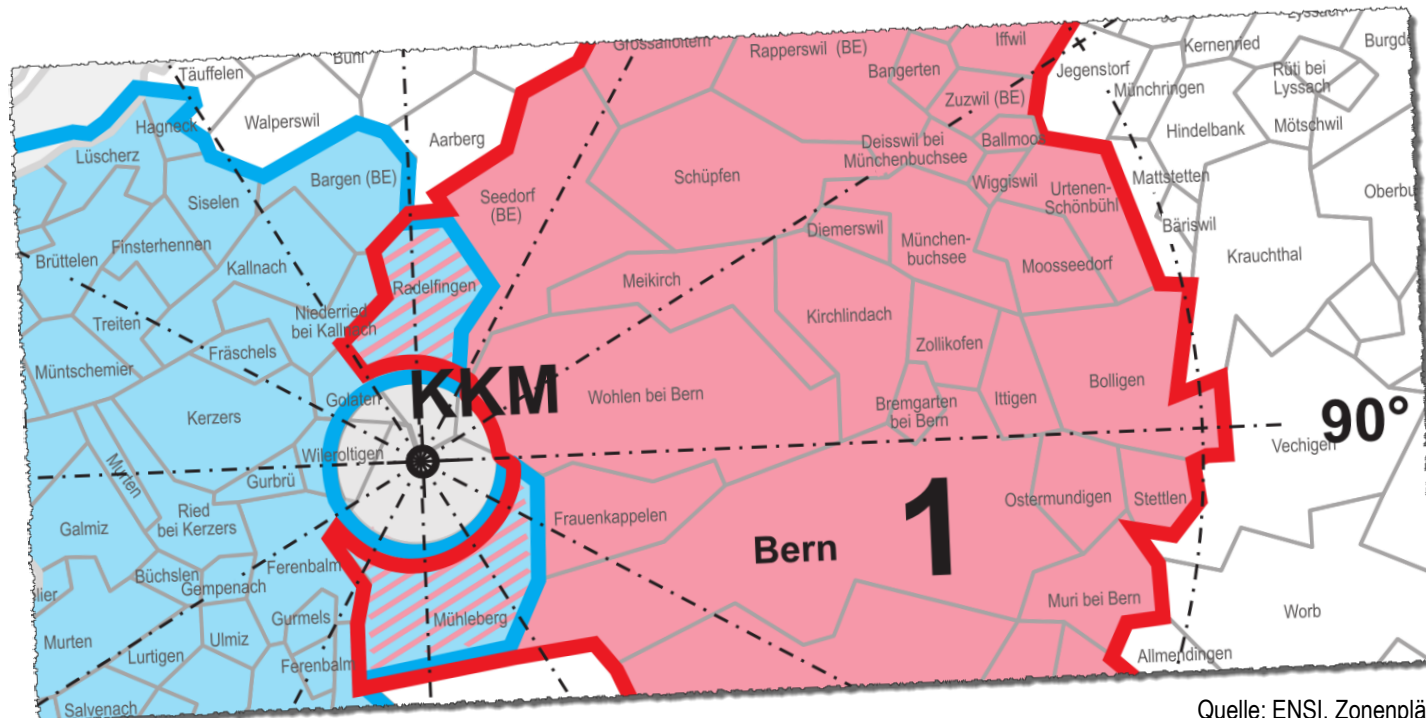 Täuffelen
Bühl
Walperswil
Aarberg
Hagneck
Lüscherz
Bargen (BE)
Siselen
Finsterhennen
Brüttelen
Kallnach
Treiten
Niederried
bei Kallnach
Fräschels
Müntschemier
Kerzers
Golaten
Wileroltigen
Gurbrü
Murten
Ried
bei Kerzers
Galmiz
Büchslen
Gempenach
Ferenbalm
Gurmels
Ulmiz
Murten
Lurtigen
Ferenbalm
Salvenach
Radelfingen
KKM
Mühleberg
Grossaffoltern
Rapperswil (BE)
Iffwil
Bangerten
Zuzwil (BE)
Deisswil bei
Münchenbuchsee
Ballmoos
Wiggiswil
Urtenen-
Schönbühl
Seedorf
(BE)
Schüpfen
Diemerswil
München-
buchsee
Moosseedorf
Meikirch
Kirchlindach
Zollikofen
Wohlen bei Bern
Bremgarten
bei Bern
Ittigen
Bolligen
Frauenkappelen
Bern
1
Ostermundigen
Stettlen
Muri bei Bern
Jegenstorf
Münchringen
Kernenried
Lyssach
Rüti bei
Lyssach
Hindelbank
Mötschwil
Mattstetten
Bäriswil
Krauchthal
90°
Vechigen
Worb
Allmendingen
Quelle: ENSI, Zonenplä